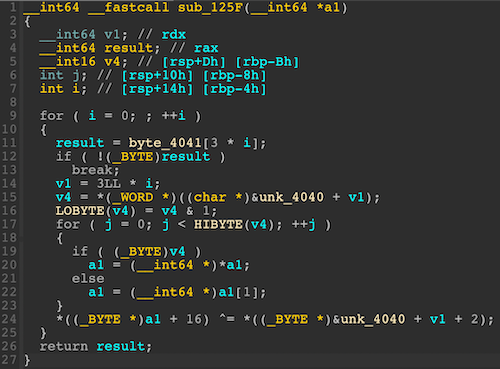 1 __int64 __fastcall sub_125F(__int64 *a1)
2 {
3 __int64 v1; // rdx
4 __int64 result; // rax
5 __int16 v4; // [rsp+Dh] [rbp-Bh]
6 int j; // [rsp+10h] [rbp-8h]
7 int i; // [rsp+14h] [rbp-4h]
8
9 for ( i = 0; ; ++i )
10 {
11 result = byte_4041[3 * i];
12 if ( !(_BYTE)result )
13 break;
14 v1 = 3LL * i;
15 v4 = *(_WORD *)((char *)&unk_4040 + v1);
16 LOBYTE(v4) = v4 & 1;
17 for ( j = 0; j < HIBYTE(v4); ++j )
18 {
19 if ( (_BYTE)v4 )
20 a1 = (__int64 *)*a1;
21 else
22 a1 = (__int64 *)a1[1];
23 }
24 *((_BYTE *)a1 + 16) ^= *((_BYTE *)&unk_4040 + v1 + 2);
25 }
26 return result;
27 }